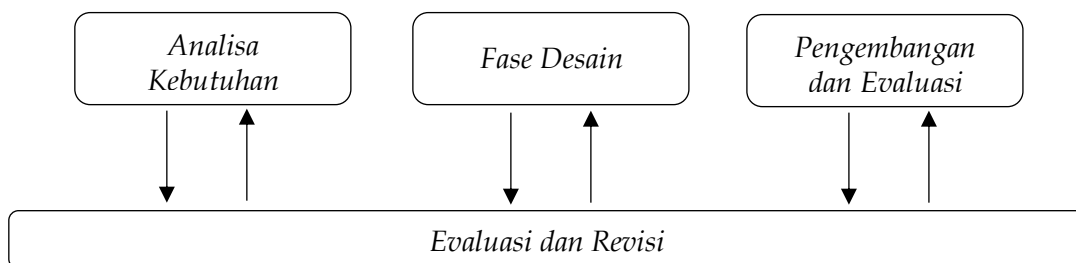 Analisa
Kebutuhan
Fase Desain
Pengembangan
dan Evaluasi
Evaluasi dan Revisi